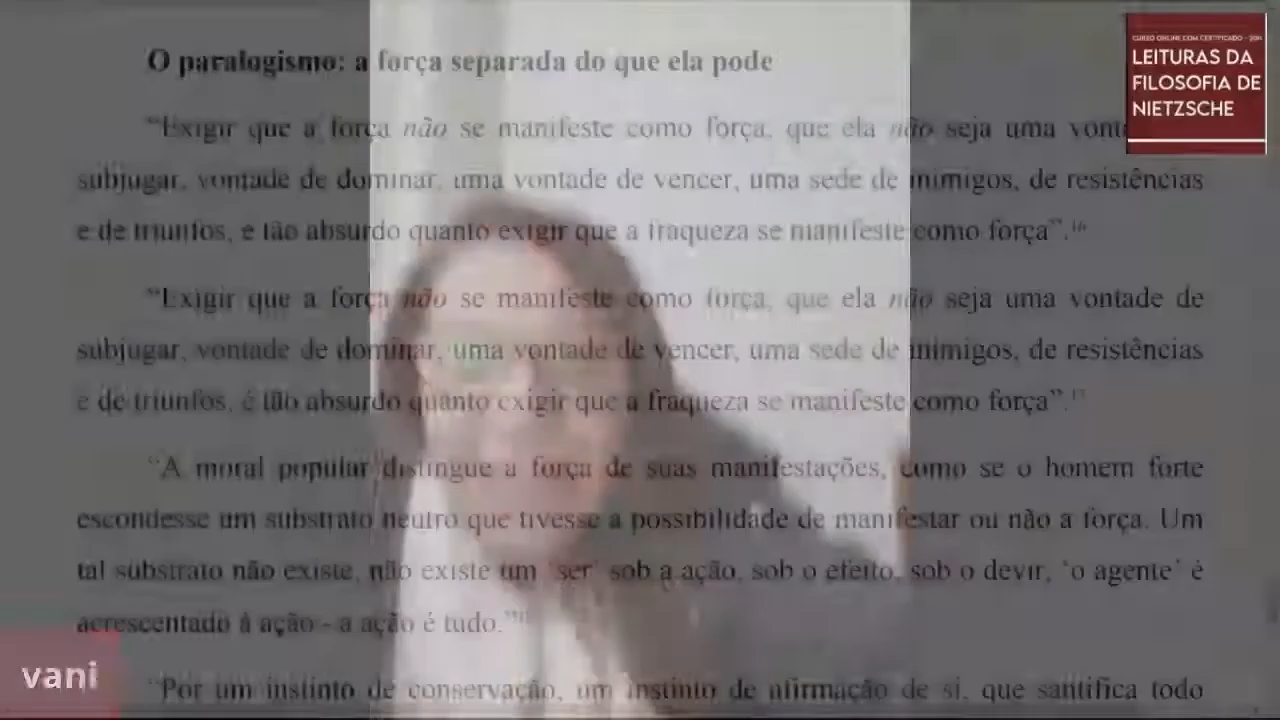 O paralogismo: a força separada do que ela pode
CURSO ONLINE COM CERTIFICADO - 20H
LEITURAS DA
FILOSOFIA DE
NIETZSCHE
“Exigir que a força não se manifeste como força, que ela não seja uma
subjugar, vontade de dominar, uma vontade de vencer, uma sede de inimigos, de resistências
e de triunfos, é tão absurdo quanto exigir que a fraqueza se manifeste como força”.16
“Exigir que a força não se manifeste como força, que ela não seja uma vontade de
subjugar, vontade de dominar, uma vontade de vencer, uma sede de inimigos, de resistências
e de triunfos, é tão absurdo quanto exigir que a fraqueza se manifeste como força”.17
“A moral popular distingue a força de suas manifestações, como se o homem forte
escondesse um substrato neutro que tivesse a possibilidade de manifestar ou não a força. Um
tal substrato não existe, não existe um ‘ser’ sob a ação, sob o efeito, sob o devir, ‘o agente’ é
acrescentado à ação - a ação é tudo.”
“Por um instinto de conservação, um instinto de afirmação de si, que santifica todo
vani